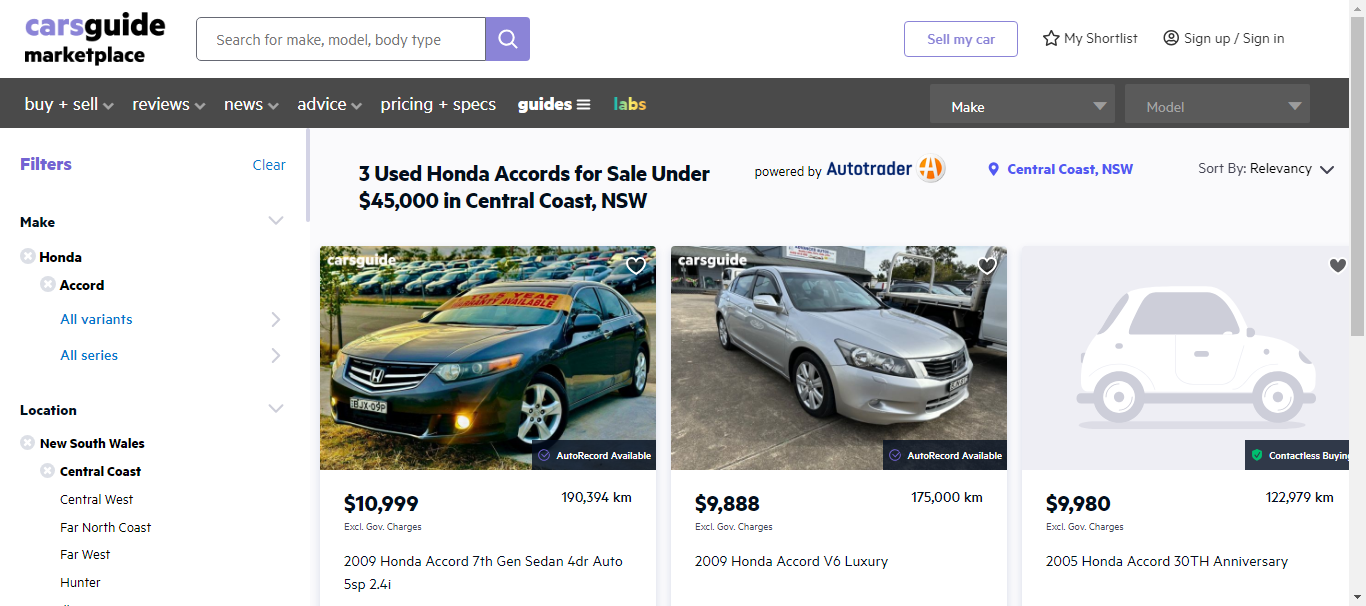 carsguide
marketplace
Search for make, model, body type
Sell my car
My Shortlist
Sign up / Sign in
buy + sell
reviews
news
advice
pricing + specs
guides
labs
Make
Model
Filters
Clear
Make
Honda
Accord
All variants
All series
Location
New South Wales
Central Coast
Central West
Far North Coast
Far West
Hunter
3 Used Honda Accords for Sale Under
$45,000 in Central Coast, NSW
powered by Autotrader
Central Coast, NSW
Sort By: Relevancy
carsguide
WARRANTY AVAILABLE
BJX-09P
AutoRecord Available
$10,999
190,394 km
Excl. Gov. Charges
2009 Honda Accord 7th Gen Sedan 4dr Auto
5sp 2.4i
carsguide
AutoRecord Available
$9,888
175,000 km
Excl. Gov. Charges
2009 Honda Accord V6 Luxury
Contactless Buying
$9,980
122,979 km
Excl. Gov. Charges
2005 Honda Accord 30TH Anniversary